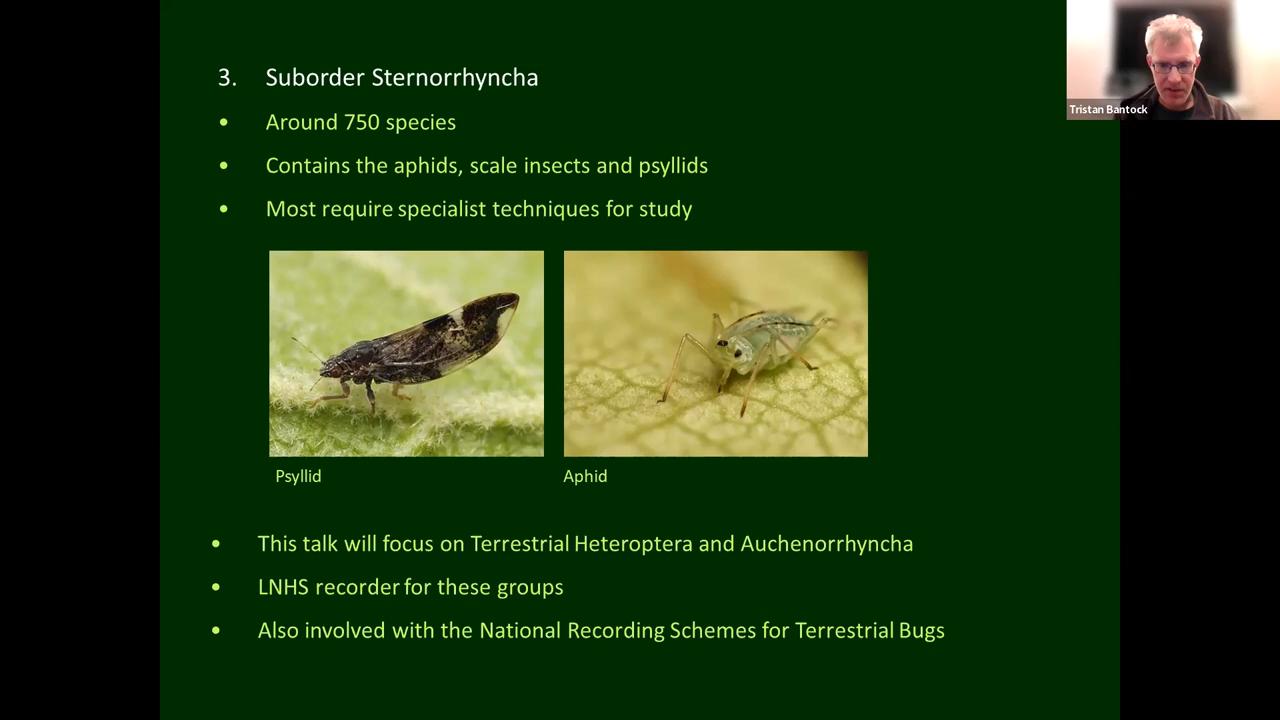 3. Suborder Sternorrhyncha
• Around 750 species
• Contains the aphids, scale insects and psyllids
• Most require specialist techniques for study
Psyllid
Aphid
• This talk will focus on Terrestrial Heteroptera and Auchenorrhyncha
• LNHS recorder for these groups
• Also involved with the National Recording Schemes for Terrestrial Bugs
Tristan Bantock